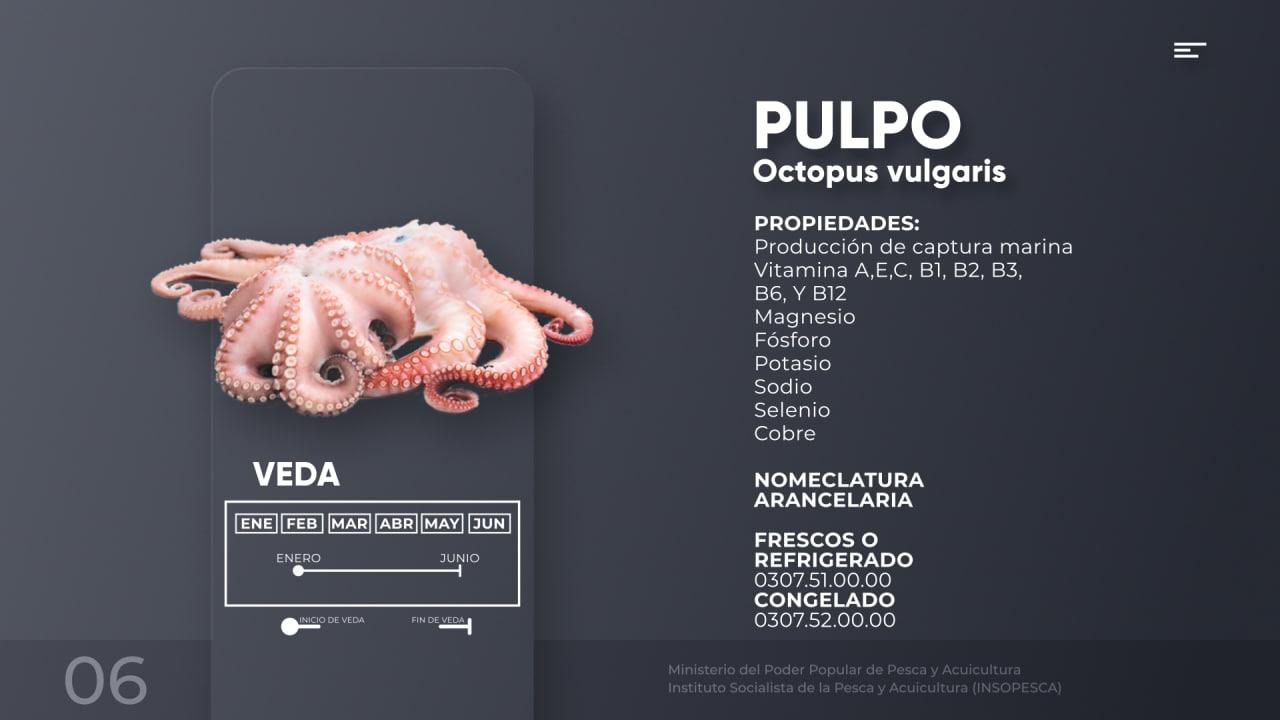 PULPO
Octopus vulgaris
PROPIEDADES:
Producción de captura marina
Vitamina A,E,C, B1, B2, B3,
B6, Y B12
Magnesio
Fósforo
Potasio
Sodio
Selenio
Cobre
NOMECLATURA
ARANCELARIA
FRESCOS O
REFRIGERADO
0307.51.00.00
CONGELADO
0307.52.00.00
VEDA
ENE FEB MAR ABR MAY JUN
ENERO JUNIO
INICIO DE VEDA FIN DE VEDA
06
Ministerio del Poder Popular de Pesca y Acuicultura
Instituto Socialista de la Pesca y Acuicultura (INSOPESCA)